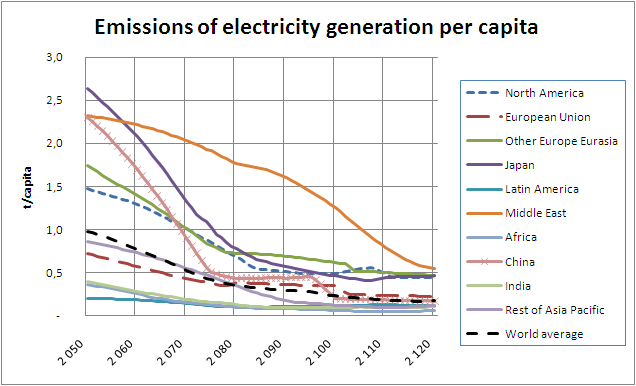 Emissions of electricity generation per capita
t/capita
3,0
2,5
2,0
1,5
1,0
0,5
-
2 050
2 060
2 070
2 080
2 090
2 100
2 110
2 120
North America
European Union
Other Europe Eurasia
Japan
Latin America
Middle East
Africa
China
India
Rest of Asia Pacific
World average